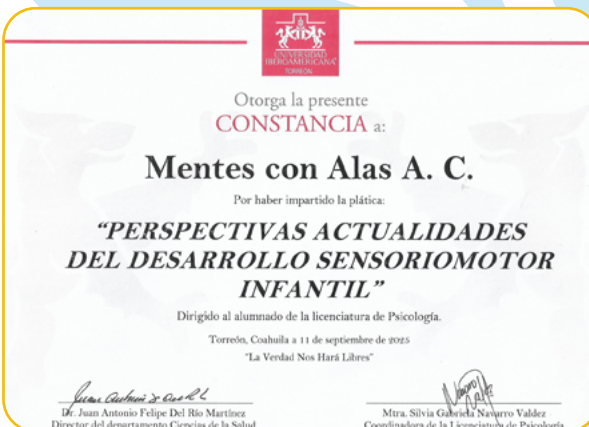 UNIVERSIDAD
IBEROAMERICANA
TORREÓN
Otorga la presente
CONSTANCIA a:
Mentes con Alas A. C.
Por haber impartido la plática:
“PERSPECTIVAS ACTUALIDADES
DEL DESARROLLO SENSORIOMOTOR
INFANTIL”
Dirigido al alumnado de la licenciatura de Psicología.
Torreón, Coahuila a 11 de septiembre de 2025
"La Verdad Nos Hará Libres"
Dr. Juan Antonio Felipe Del Río Martínez
Mtra. Silvia Gabriela Navarro Valdez
Director del departamento Ciencias de la Salud
Coordinadora de la Licenciatura de Psicología